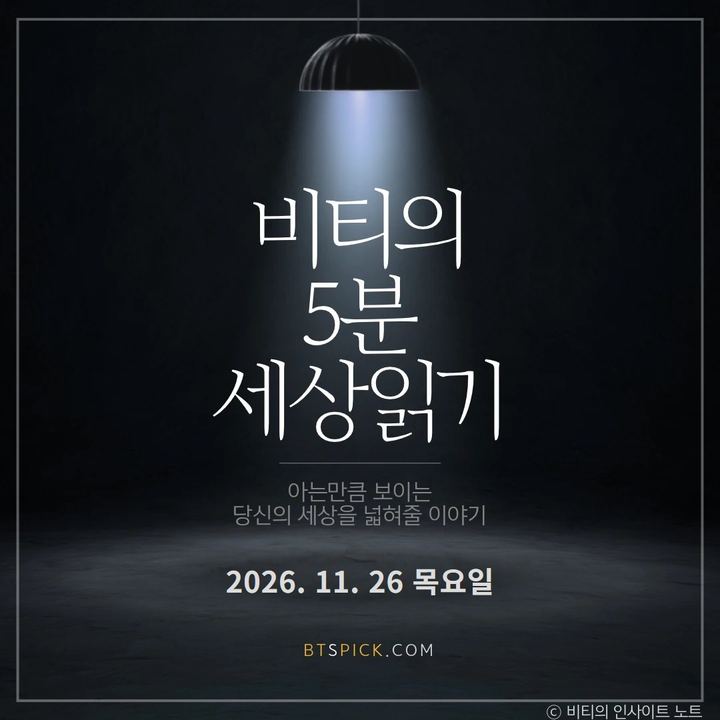 비티의
5분
세상읽기
아는만큼 보이는
당신의 세상을 넓혀줄 이야기
2026. 11. 26 목요일
BTSPICK.COM
© 비티의 인사이트 노트